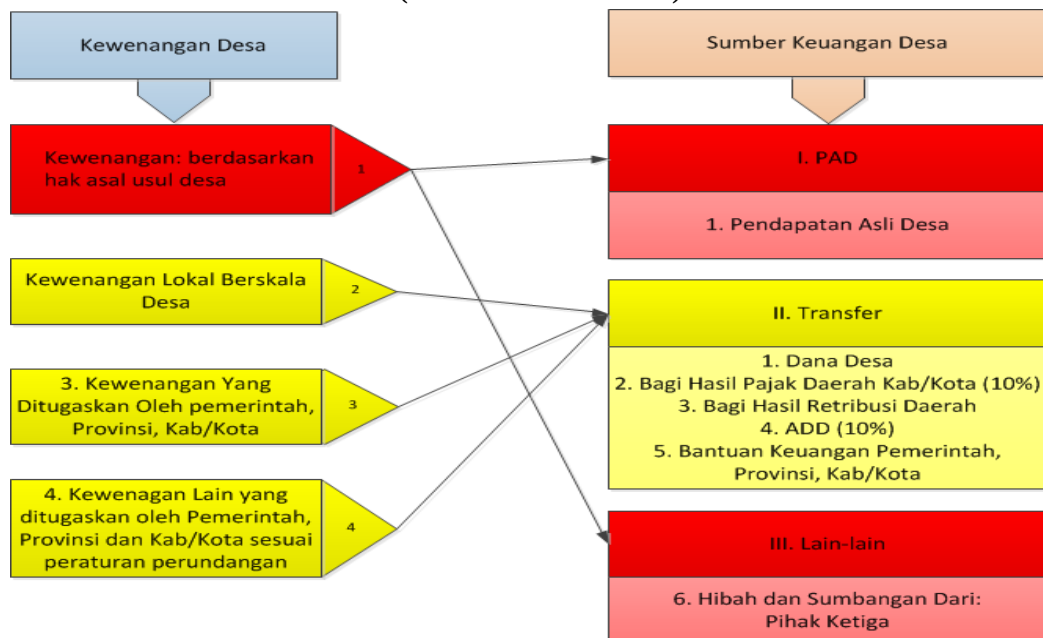 Kewenangan Desa
Sumber Keuangan Desa
Kewenangan: berdasarkan
hak asal usul desa
1
I. PAD
1. Pendapatan Asli Desa
Kewenangan Lokal Berskala
Desa
2
II. Transfer
1. Dana Desa
2. Bagi Hasil Pajak Daerah Kab/Kota (10%)
3. Bagi Hasil Retribusi Daerah
4. ADD (10%)
5. Bantuan Keuangan Pemerintah,
Provinsi, Kab/Kota
3. Kewenangan Yang
Ditugaskan Oleh pemerintah,
Provinsi, Kab/Kota
3
4. Kewenagan Lain yang
ditugaskan oleh Pemerintah,
Provinsi dan Kab/Kota sesuai
peraturan perundangan
4
III. Lain-lain
6. Hibah dan Sumbangan Dari:
Pihak Ketiga